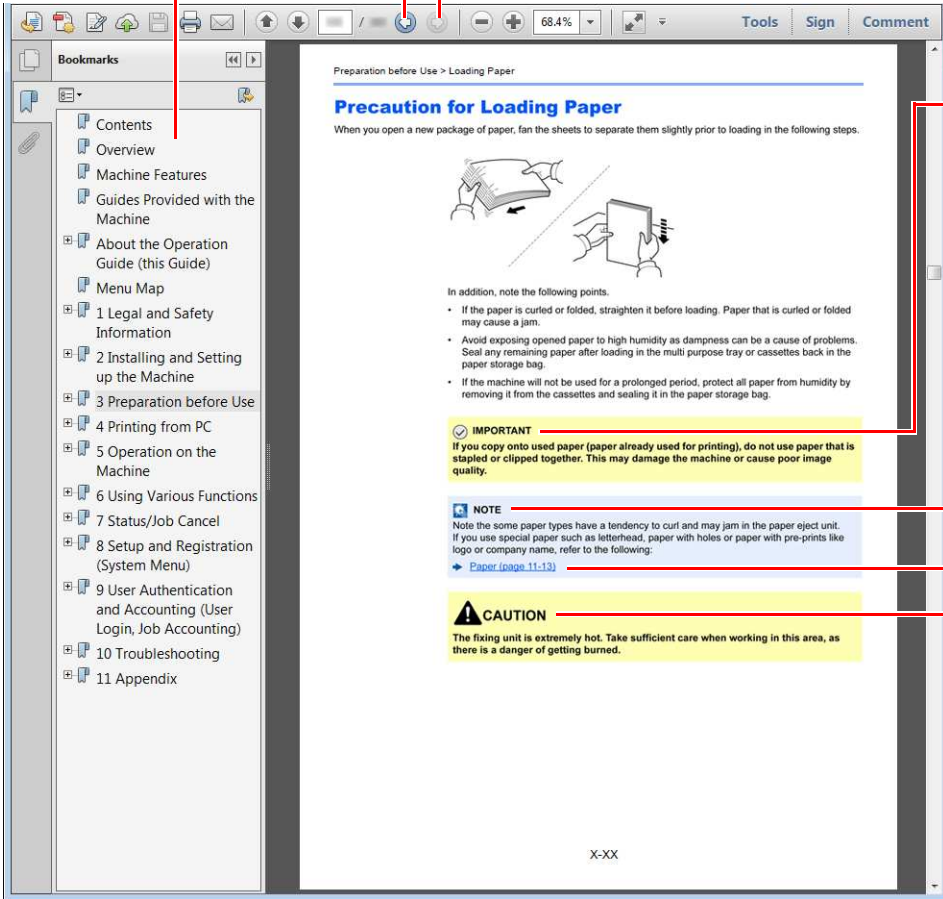 /
68.4%
Tools
Sign
Comment
Bookmarks
Contents
Overview
Machine Features
Guides Provided with the
Machine
About the Operation
Guide (this Guide)
Menu Map
1 Legal and Safety
Information
2 Installing and Setting
up the Machine
3 Preparation before Use
4 Printing from PC
5 Operation on the
Machine
6 Using Various Functions
7 Status/Job Cancel
8 Setup and Registration
(System Menu)
9 User Authentication
and Accounting (User
Login, Job Accounting)
10 Troubleshooting
11 Appendix
Preparation before Use > Loading Paper
Precaution for Loading Paper
When you open a new package of paper, fan the sheets to separate them slightly prior to loading in the following steps.
In addition, note the following points.
• If the paper is curled or folded, straighten it before loading. Paper that is curled or folded
may cause a jam.
• Avoid exposing opened paper to high humidity as dampness can be a cause of problems.
Seal any remaining paper after loading in the multi purpose tray or cassettes back in the
paper storage bag.
• If the machine will not be used for a prolonged period, protect all paper from humidity by
removing it from the cassettes and sealing it in the paper storage bag.
IMPORTANT
If you copy onto used paper (paper already used for printing), do not use paper that is
stapled or clipped together. This may damage the machine or cause poor image
quality.
NOTE
Note the some paper types have a tendency to curl and may jam in the paper eject unit.
If you use special paper such as letterhead, paper with holes or paper with pre-prints like
logo or company name, refer to the following:
Paper (page 11-13)
CAUTION
The fixing unit is extremely hot. Take sufficient care when working in this area, as
there is a danger of getting burned.
X-XX